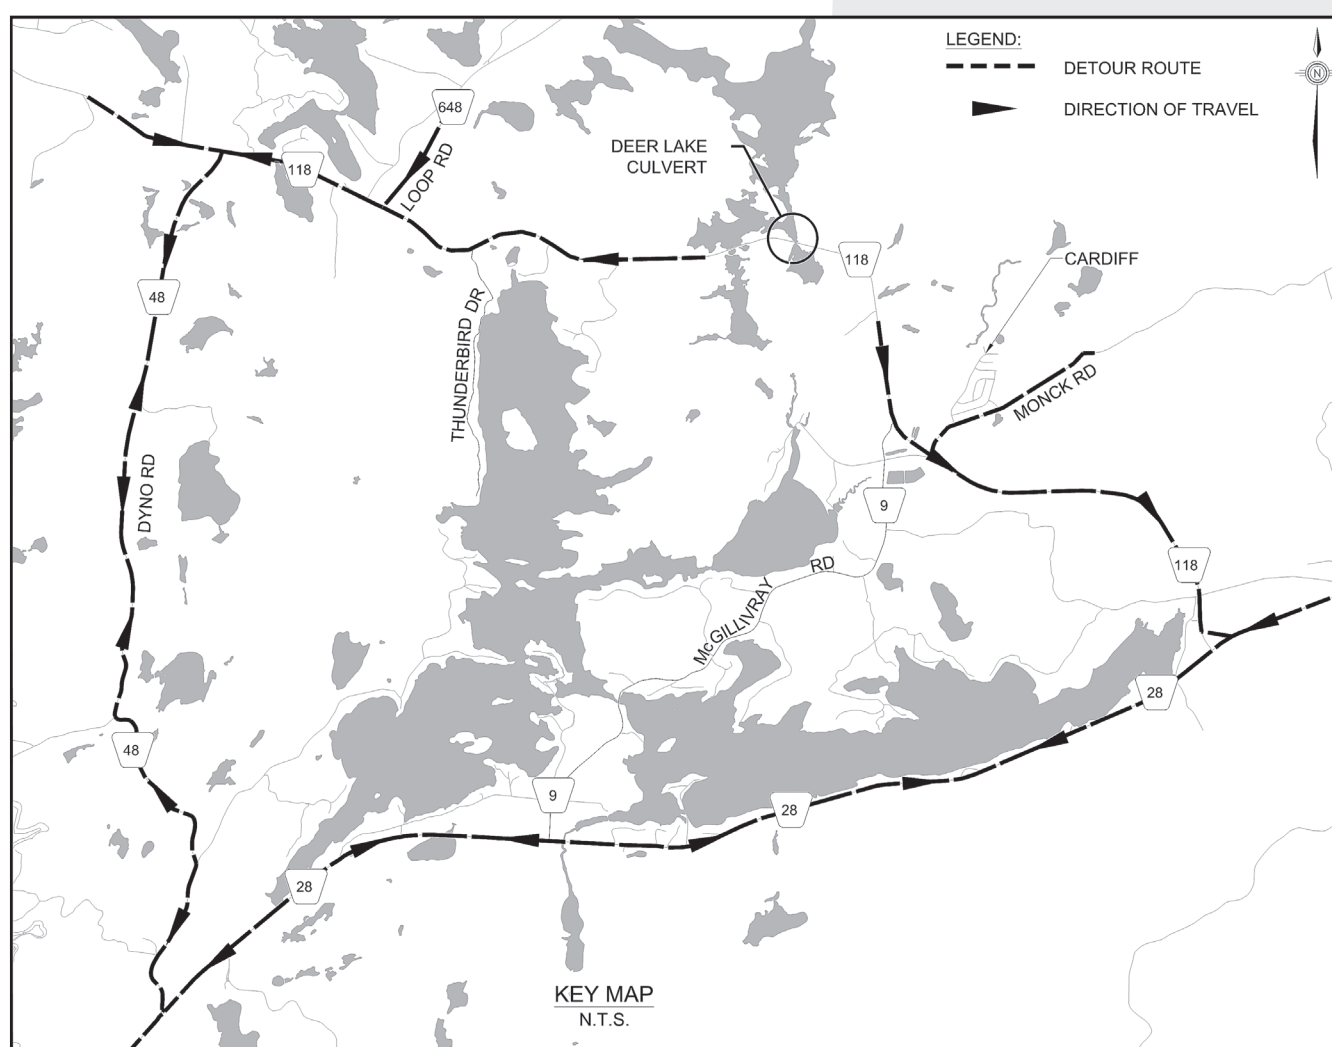 LEGEND:
DETOUR ROUTE
DIRECTION OF TRAVEL
N
648
DEER LAKE
CULVERT
118
LOOP RD
118
CARDIFF
48
THUNDERBIRD DR
MONCK RD
DYNO RD
9
RD
McGILLIVRAY
118
28
48
9
28
28
KEY MAP
N.T.S.